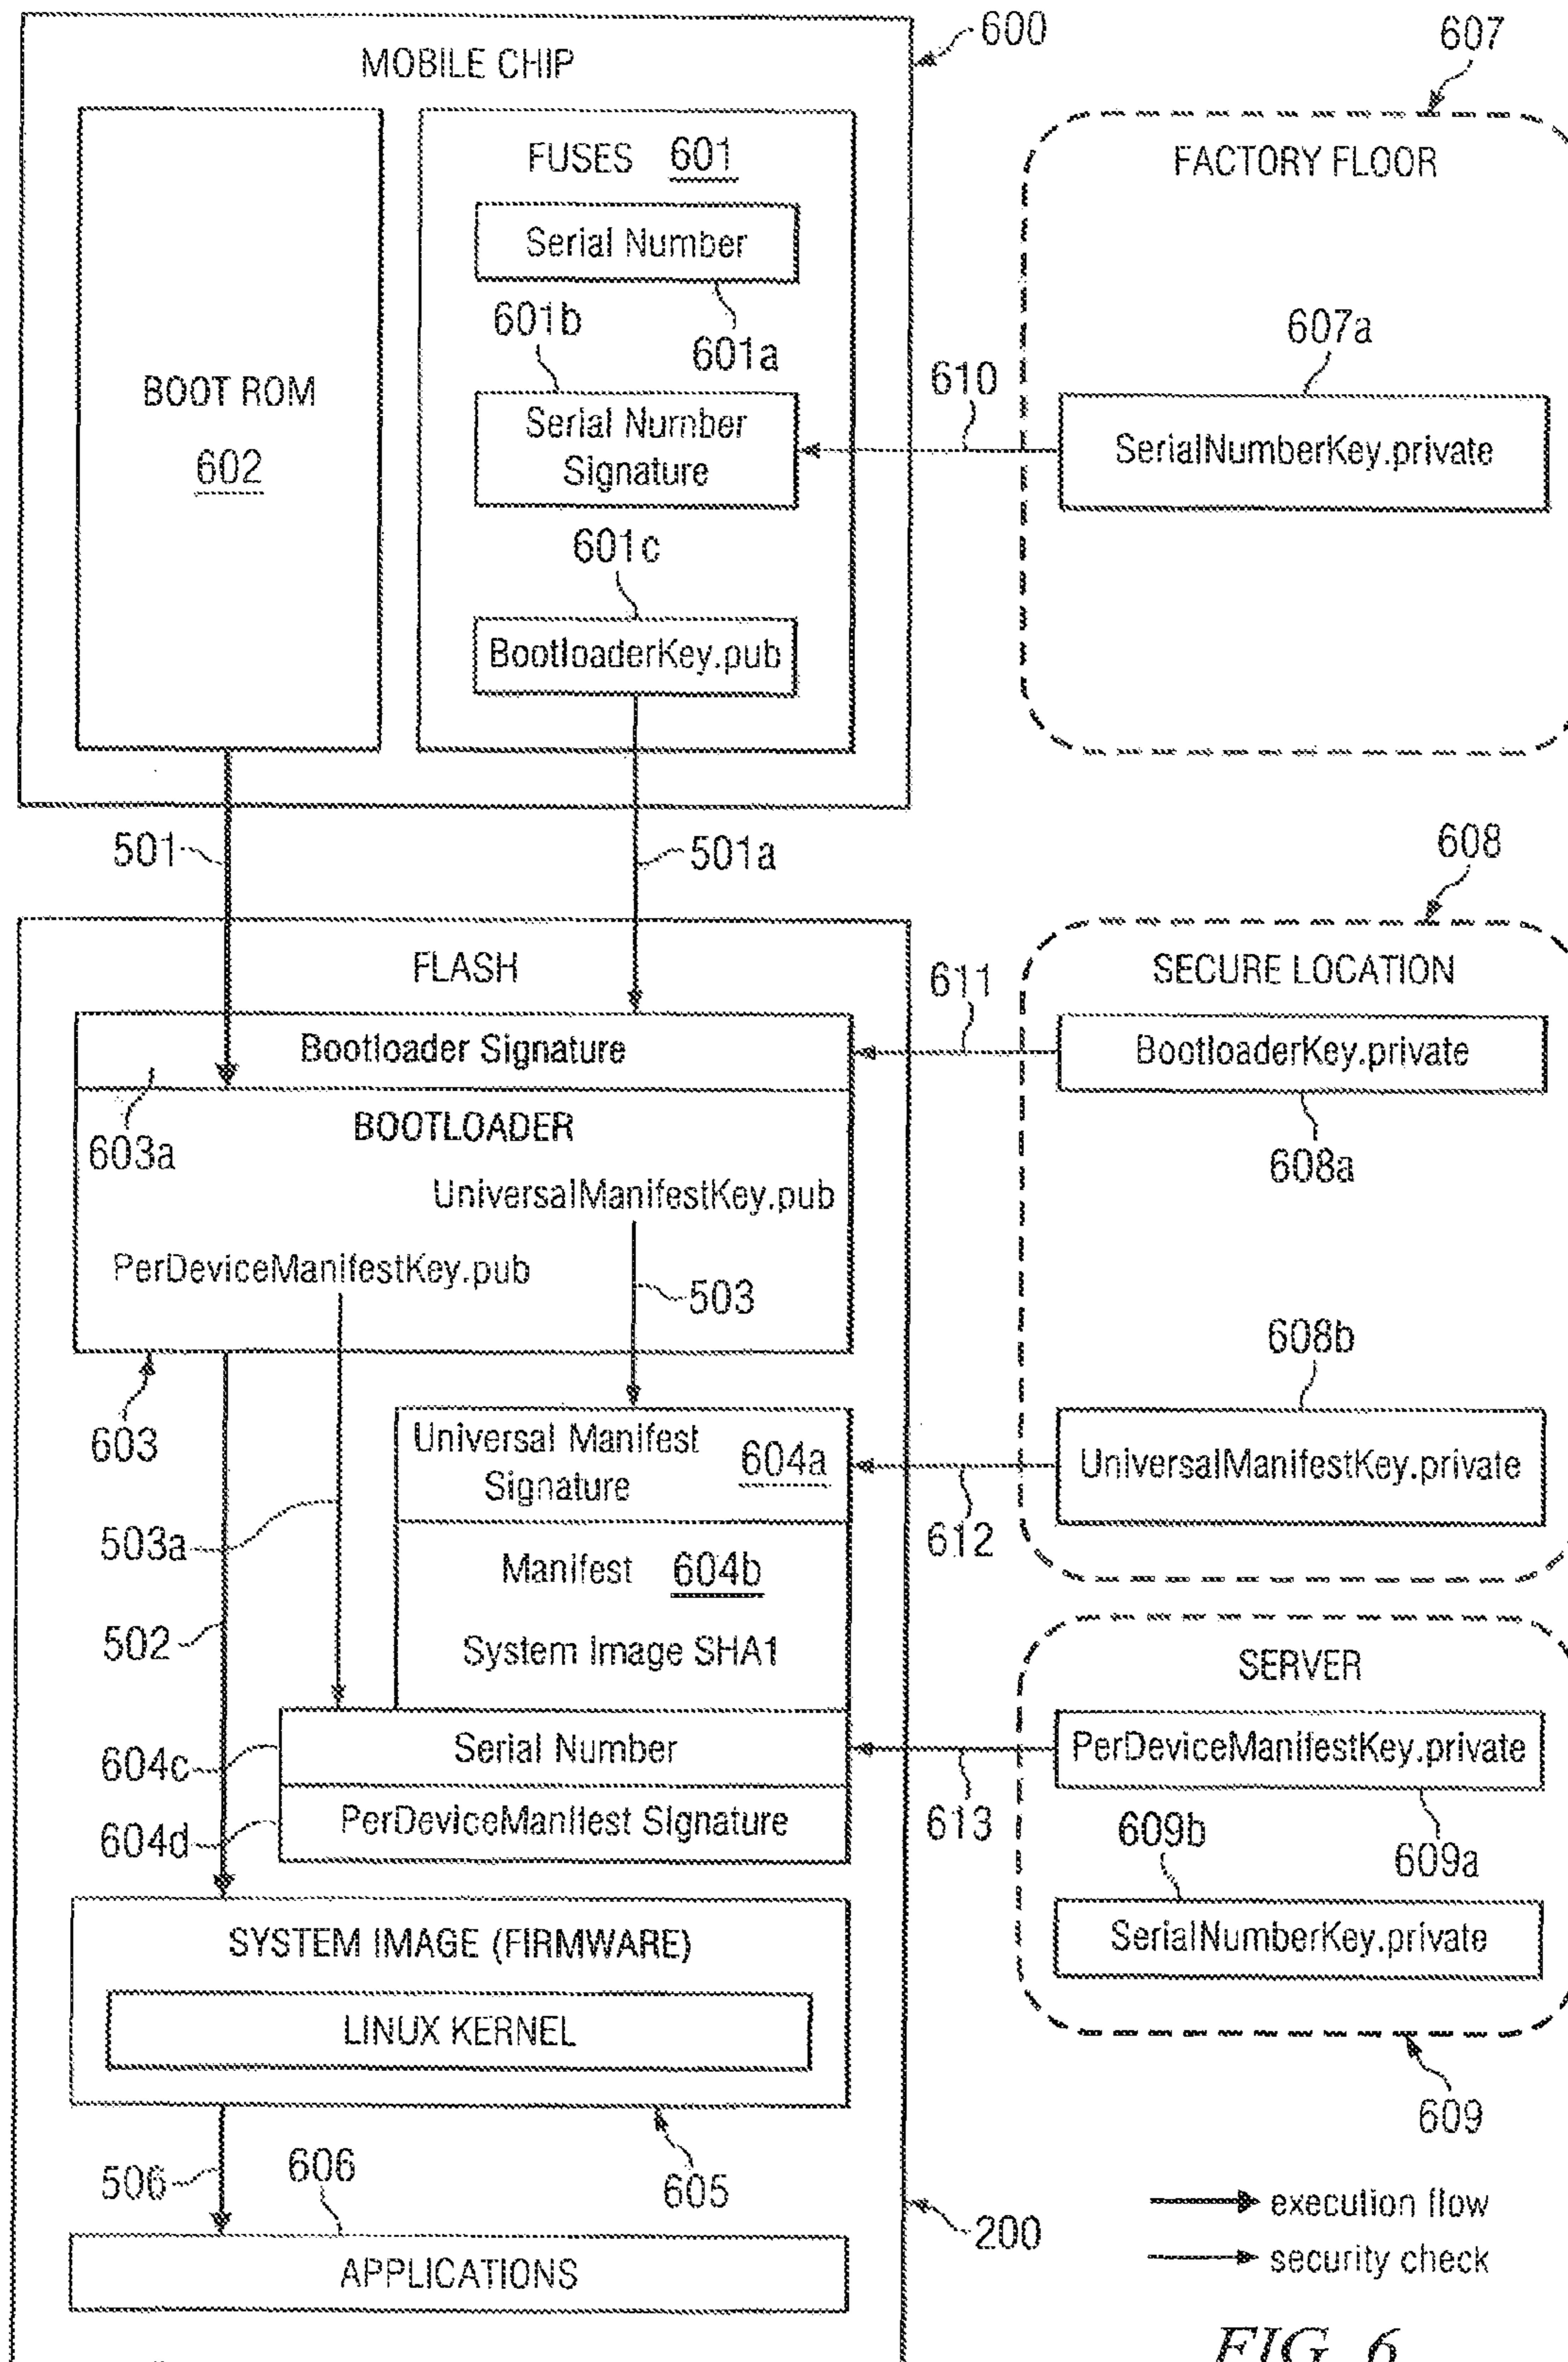 MOBILE CHIP
600
607
FUSES 601
FACTORY FLOOR
Serial Number
601b
601a
607a
BOOT ROM
602
Serial Number
Signature
610
SerialNumberKey.private
601c
BootloaderKey.pub
501
501a
608
FLASH
611
SECURE LOCATION
Bootloader Signature
BootloaderKey.private
603a
BOOTLOADER
608a
UniversalManifestKey.pub
PerDeviceManifestKey.pub
503
608b
603
Universal Manifest
Signature
604a
UniversalManifestKey.private
503a
612
Manifest 604b
502
System Image SHA1
SERVER
604c
Serial Number
PerDeviceManifestKey.private
604d
PerDeviceManifest Signature
613
609b
609a
SYSTEM IMAGE (FIRMWARE)
SerialNumberKey.private
LINUX KERNEL
609
506
606
605
execution flow
200
security check
APPLICATIONS
FIG. 6